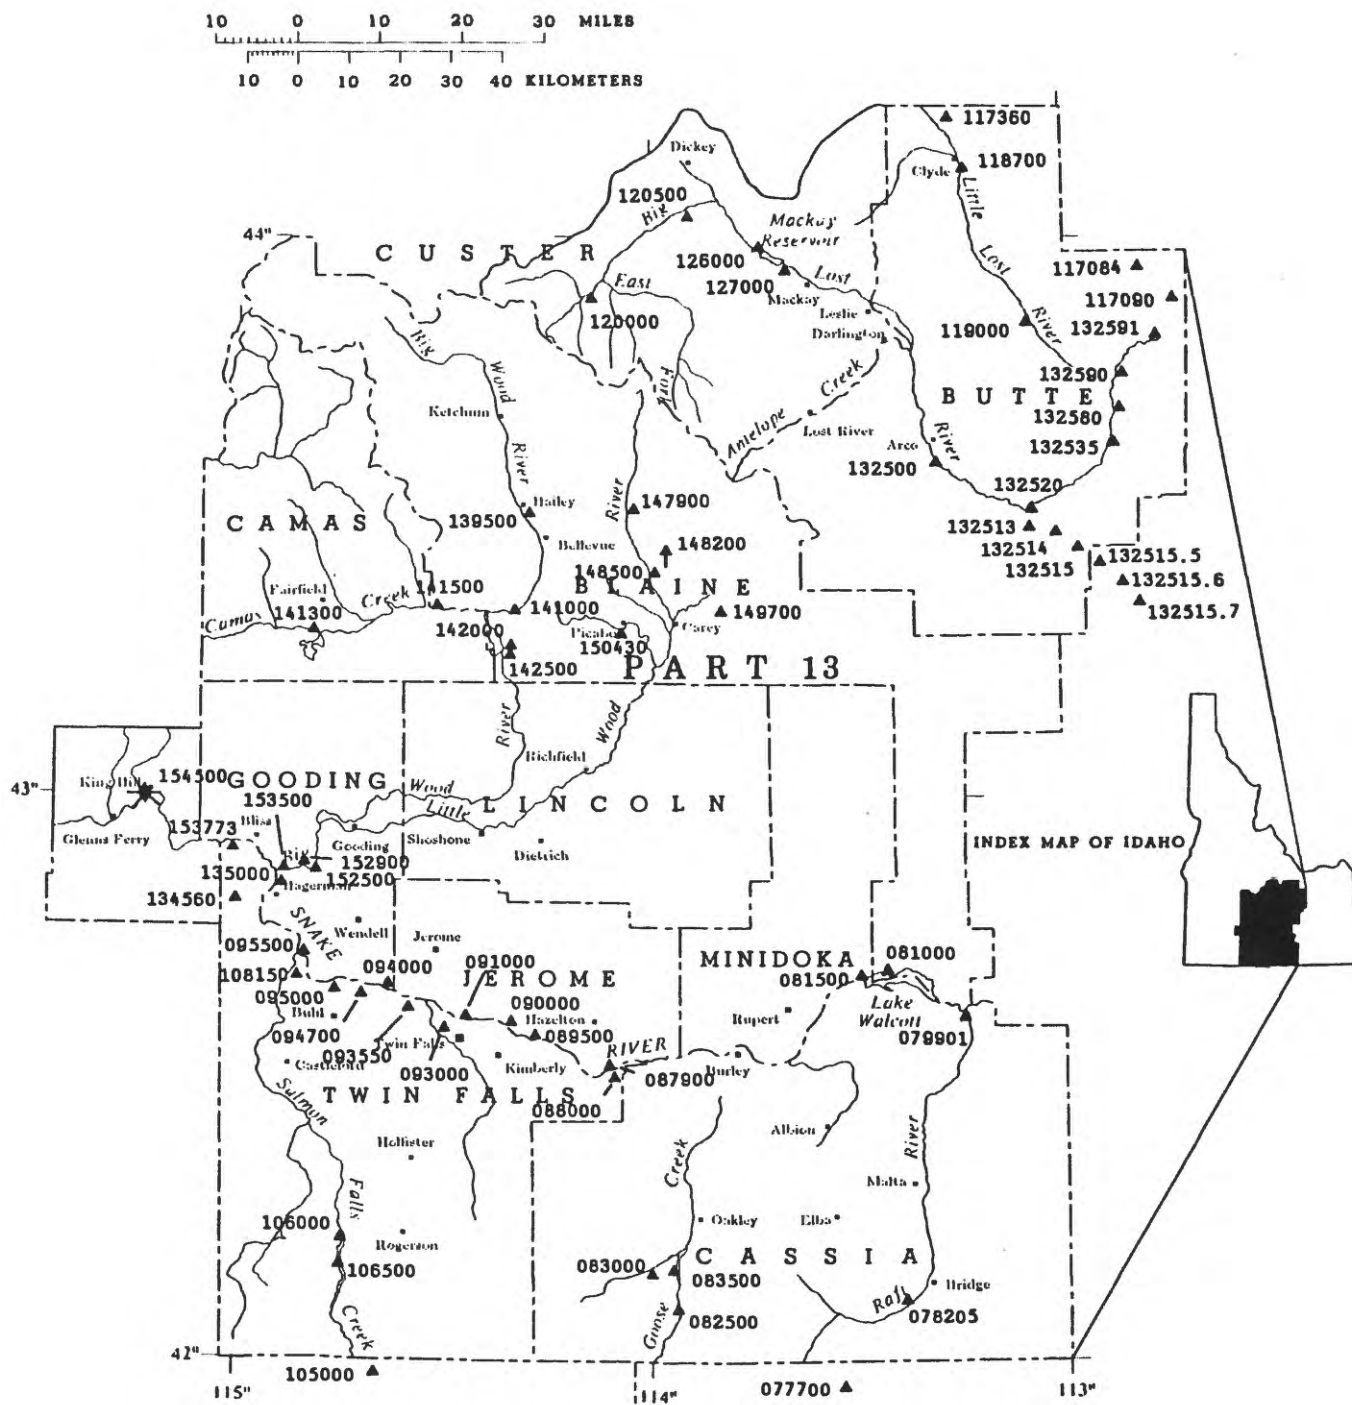 10 0 10 20 30 MILES
10 0 10 20 30 40 KILOMETERS
117360
Dickey
118700
Clyde
Little
120500
Big
Mackay
Reservoir
44°
CUSTER
126000
Lost
Lost
117084
East
127000
Mackay
117090
120000
Leslie
119000
River
132591
Darlington
Big
Wood
Fork
Creek
132590
BUTTE
Ketchum
132580
Antelope
Lost River
Arco
River
132535
132500
River
River
147900
132520
Hailey
CAMAS
139500
132513
Bellevue
148200
132514
132515
132515.5
148500
BLAINE
132515.6
Fairfield
141500
Creek
141300
141000
149700
132515.7
Camas
142000
Picabo
Carey
150430
142500
PART 13
River
Wood
Richfield
43°
King Hill
154500
GOODING
Wood
153500
Little
LINCOLN
153773
Bliss
Glenns Ferry
Gooding
Shoshone
Dietrich
INDEX MAP OF IDAHO
Big
152900
135000
152500
Hagerman
134560
SNAKE
Wendell
Jerome
095500
091000
MINIDOKA
081000
094000
081500
108150
JEROME
095000
090000
Lake
Walcott
Buhl
Hazelton
Rupert
094700
089500
079901
093550
Twin Falls
RIVER
Castleford
093000
Kimberly
Burley
087900
Salmon
TWIN FALLS
088000
Albion
River
Hollister
Creek
Malta
Falls
106000
Oakley
Elba
Rogerson
CASSIA
083000
083500
106500
Bridge
Raft
078205
Goose
082500
Creek
42°
105000
115°
114°
077700
113°